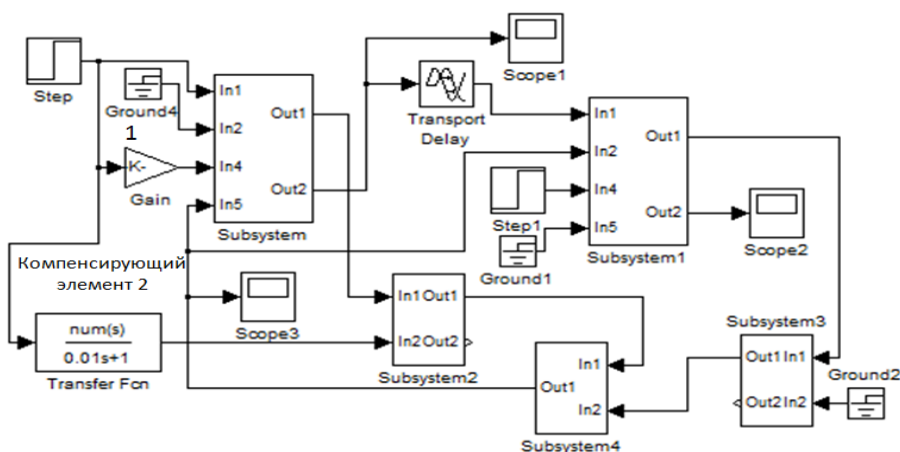 Step
Ground4
1
K-
Gain
In1
In2
In4
In5
Out1
Out2
Subsystem
Scope1
Transport
Delay
In1
In2
In4
In5
Out1
Out2
Subsystem1
Step1
Ground1
Scope2
Компенсирующий
элемент 2
num(s)
0.01s+1
Transfer Fcn
Scope3
In1 Out1
In2 Out2
Subsystem2
In1
Out1
In2
Subsystem4
Subsystem3
Out1 In1
Out2 In2
Ground2